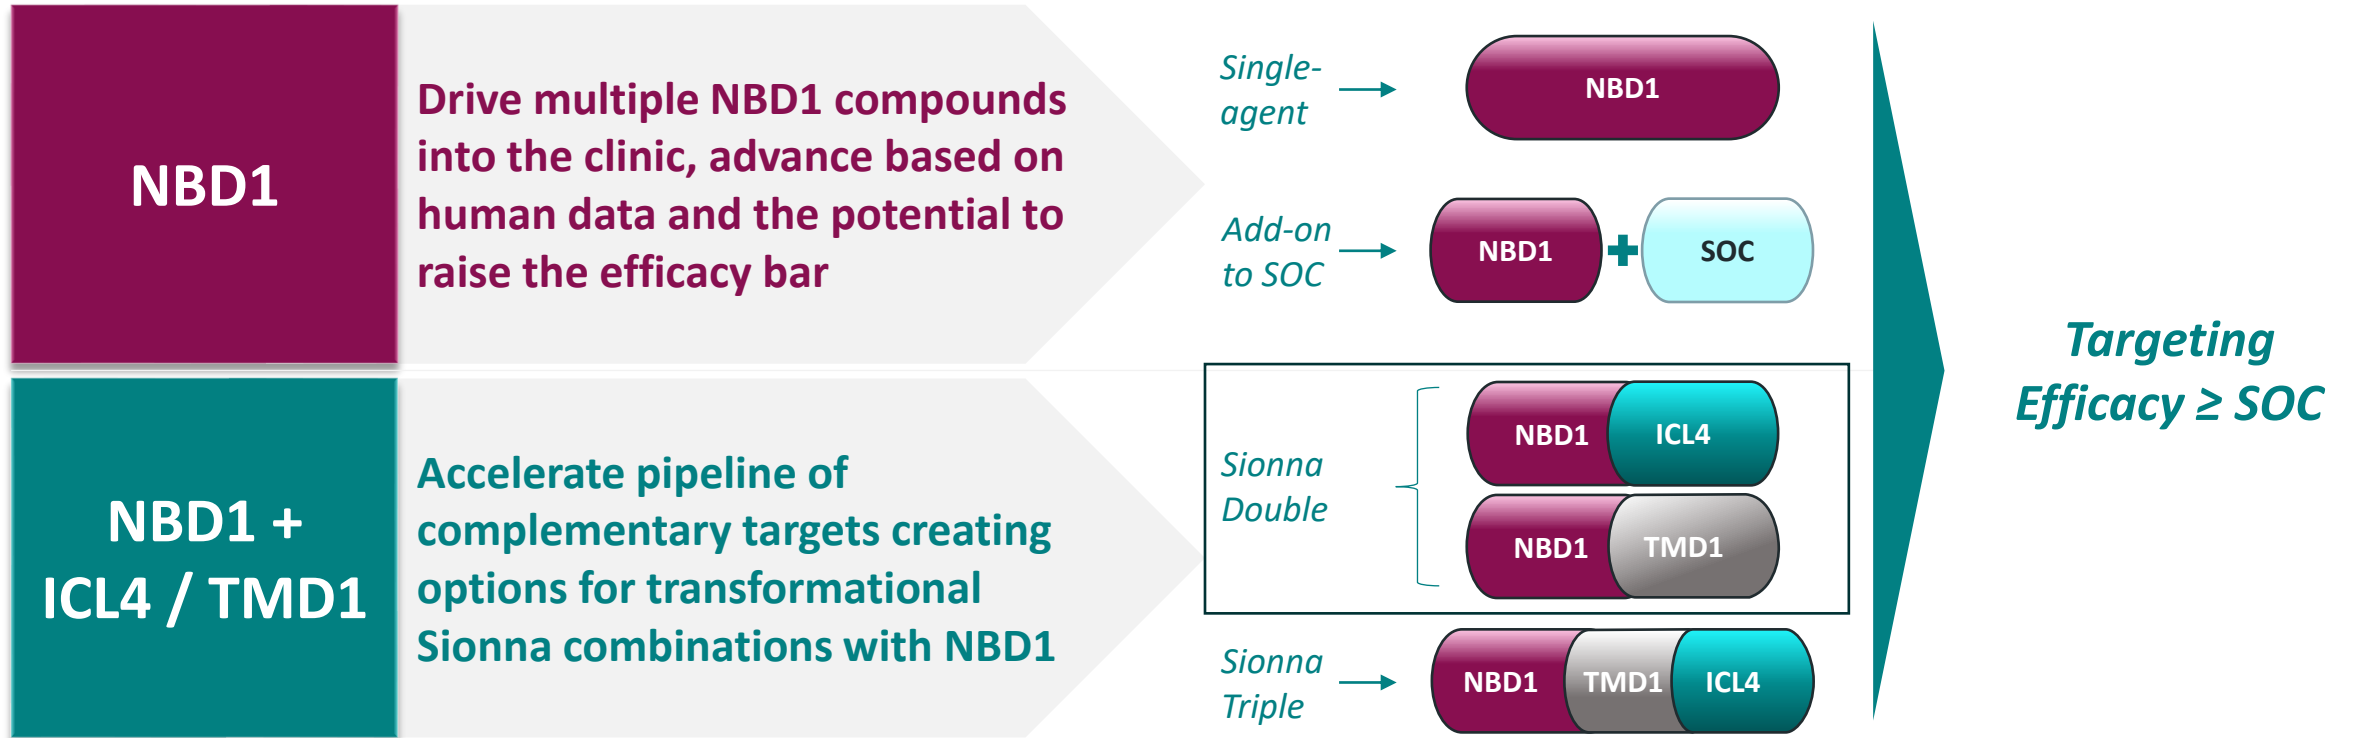 NBD1
Drive multiple NBD1 compounds
into the clinic, advance based on
human data and the potential to
raise the efficacy bar
Single-
agent
NBD1
Add-on
to SOC
NBD1
SOC
NBD1 +
ICL4 / TMD1
Accelerate pipeline of
complementary targets creating
options for transformational
Sionna combinations with NBD1
Sionna
Double
NBD1 ICL4
NBD1 TMD1
Sionna
Triple
NBD1 TMD1 ICL4
Targeting
Efficacy ≥ SOC